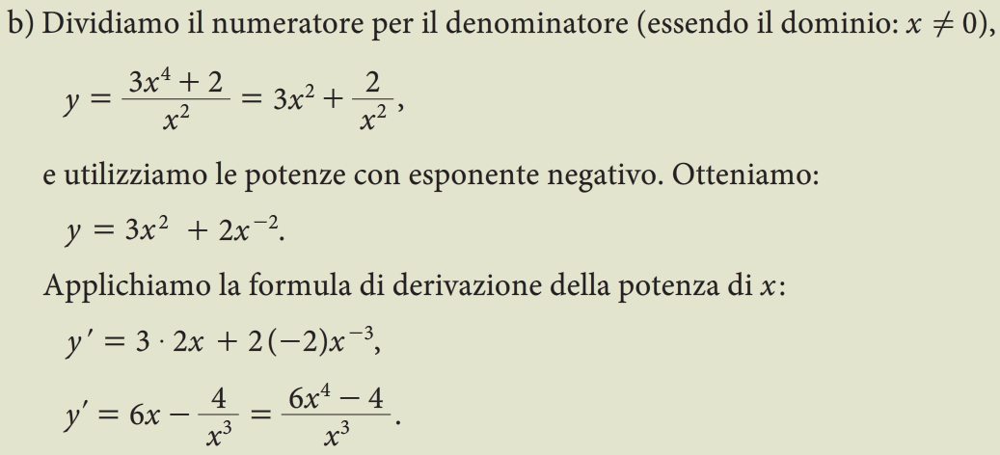 b) Dividiamo il numeratore per il denominatore (essendo il dominio: x ≠ 0),
y = (3x⁴ + 2)/x² = 3x² + 2/x²,
e utilizziamo le potenze con esponente negativo. Otteniamo:
y = 3x² + 2x⁻².
Applichiamo la formula di derivazione della potenza di x:
y′ = 3 · 2x + 2(−2)x⁻³,
y′ = 6x − 4/x³ = (6x⁴ − 4)/x³.